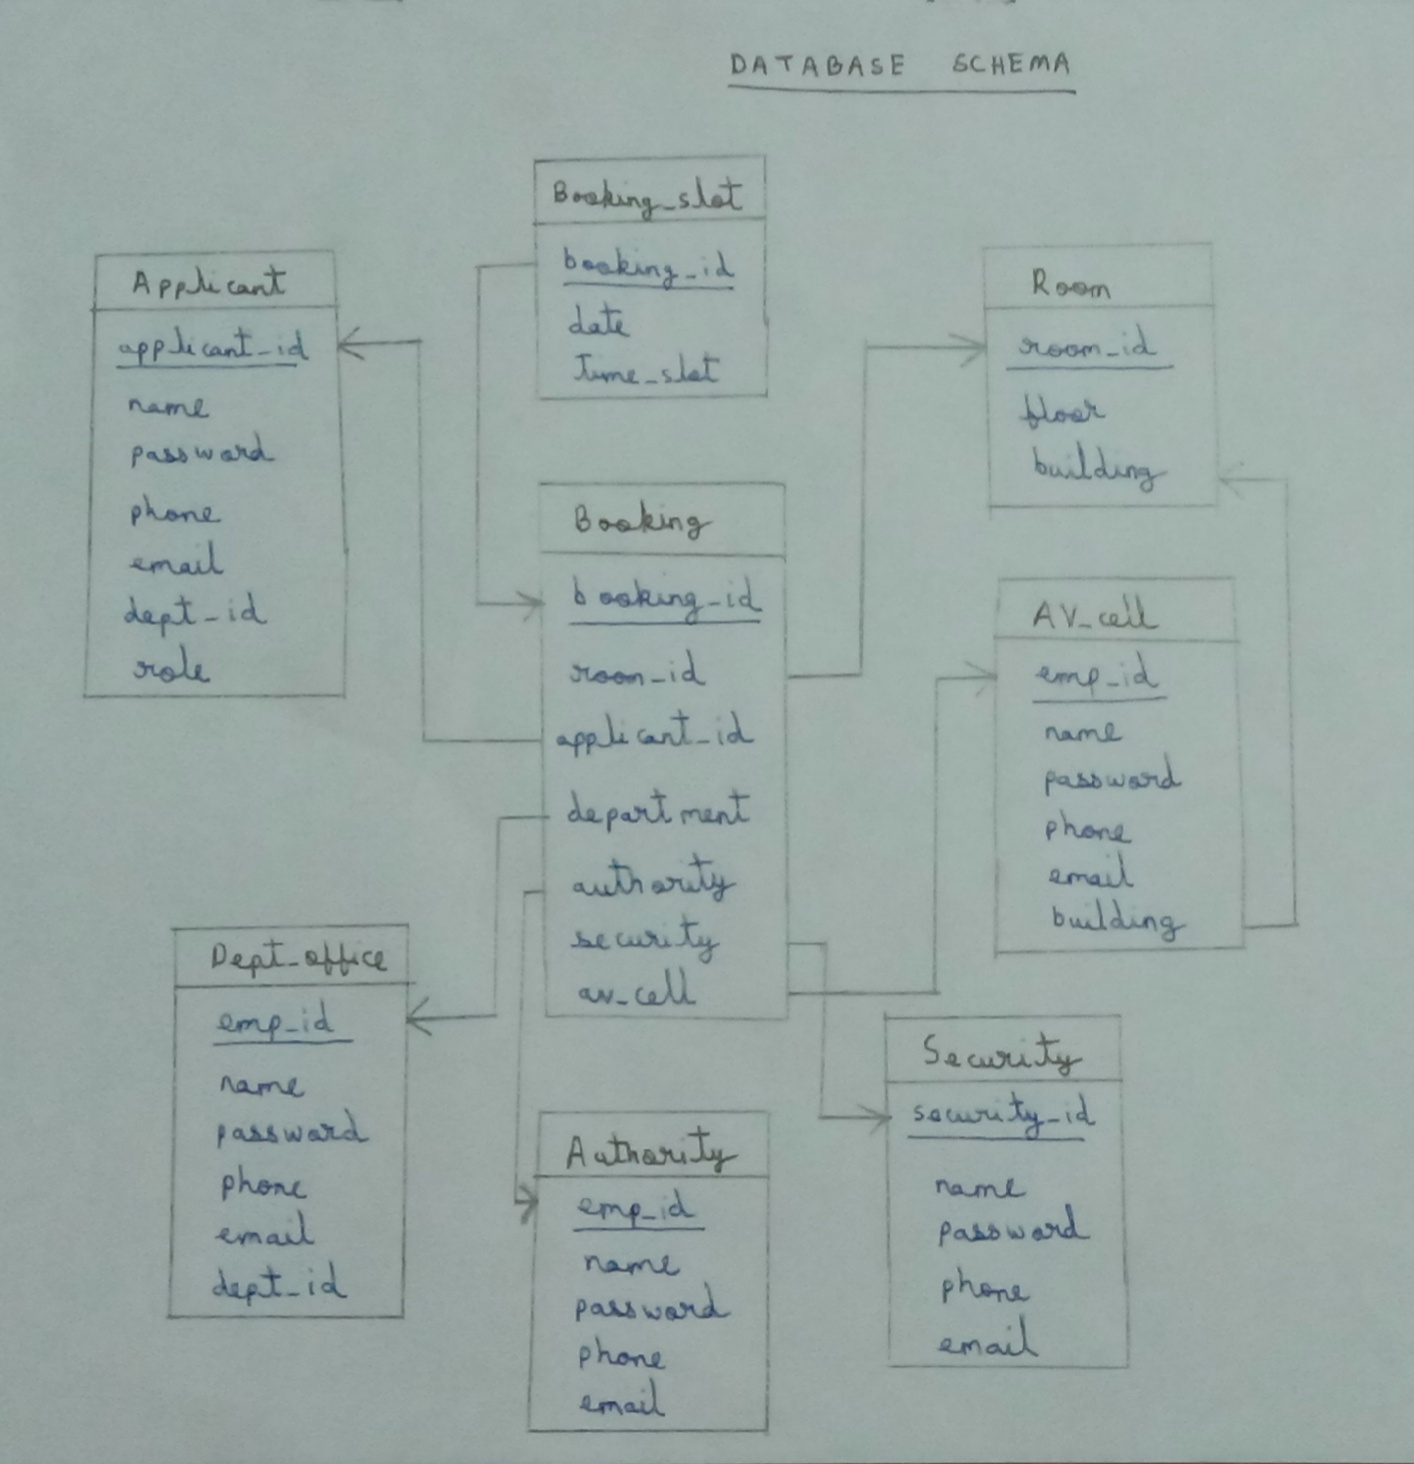 DATABASE SCHEMA
Booking_slot
booking_id
date
Time_slot
Applicant
applicant_id
name
password
phone
email
dept_id
role
Room
room_id
floor
building
Booking
booking_id
room_id
applicant_id
department
authority
security
av_cell
AV_cell
emp_id
name
password
phone
email
building
Dept_office
emp_id
name
password
phone
email
dept_id
Authority
emp_id
name
password
phone
email
Security
security_id
name
password
phone
email